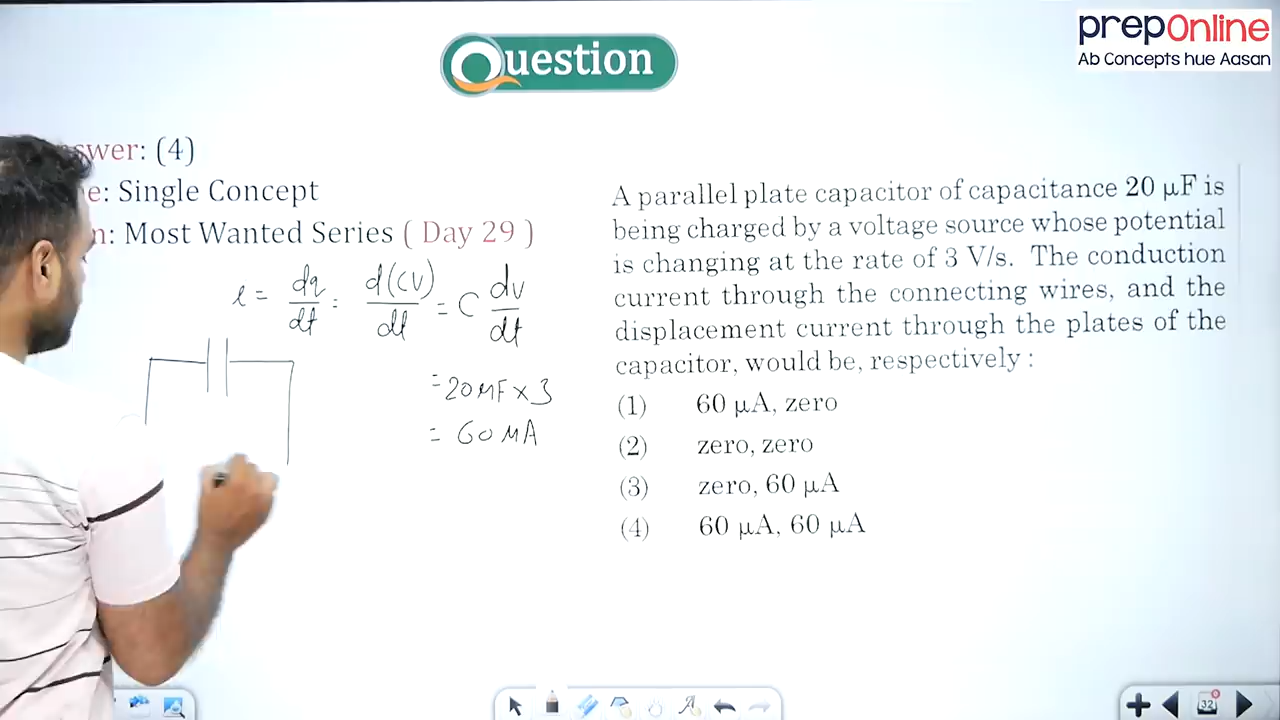 prepOnline
Ab Concepts hue Aasan
Question
swer: (4)
e: Single Concept
m: Most Wanted Series ( Day 29 )
i = dq/dt = d(CV)/dt = C dv/dt
= 20 MF × 3
= 60 MA
A parallel plate capacitor of capacitance 20 μF is
being charged by a voltage source whose potential
is changing at the rate of 3 V/s. The conduction
current through the connecting wires, and the
displacement current through the plates of the
capacitor, would be, respectively :
(1) 60 μA, zero
(2) zero, zero
(3) zero, 60 μA
(4) 60 μA, 60 μA
32